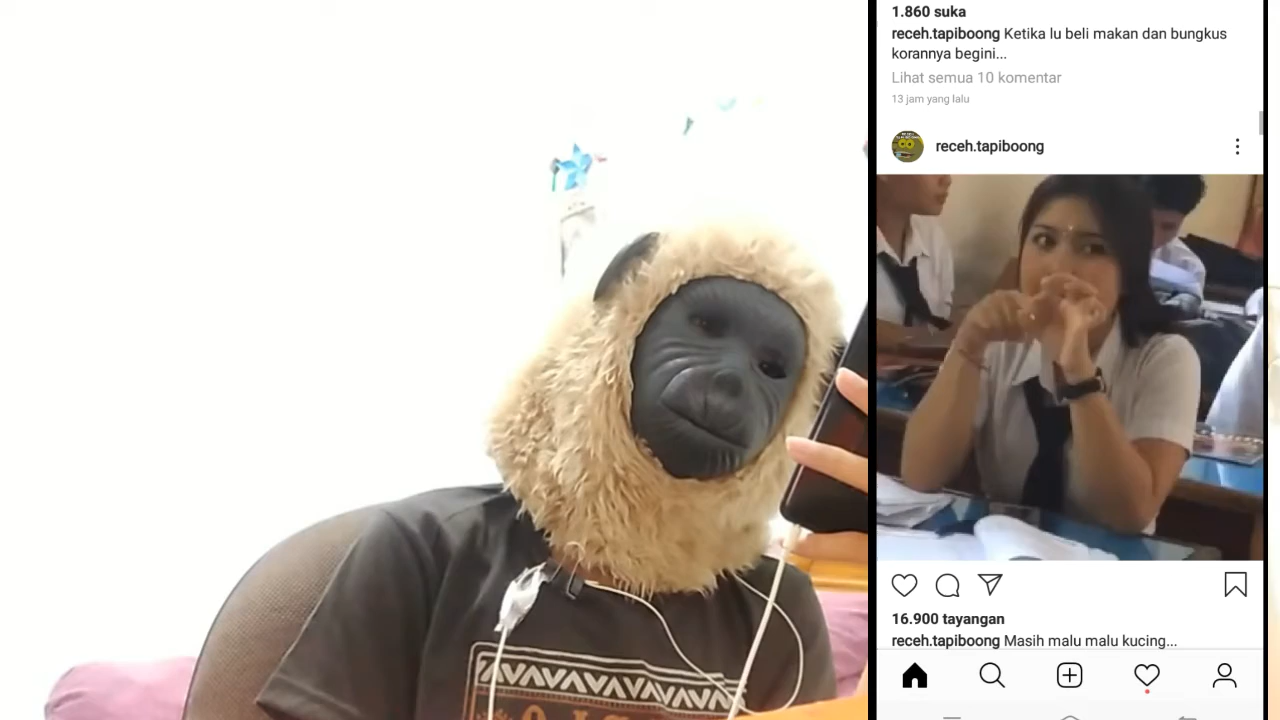 1.860 suka
receh.tapiboong Ketika lu beli makan dan bungkus
korannya begini...
Lihat semua 10 komentar
13 jam yang lalu
receh.tapiboong
16.900 tayangan
receh.tapiboong Masih malu malu kucing...